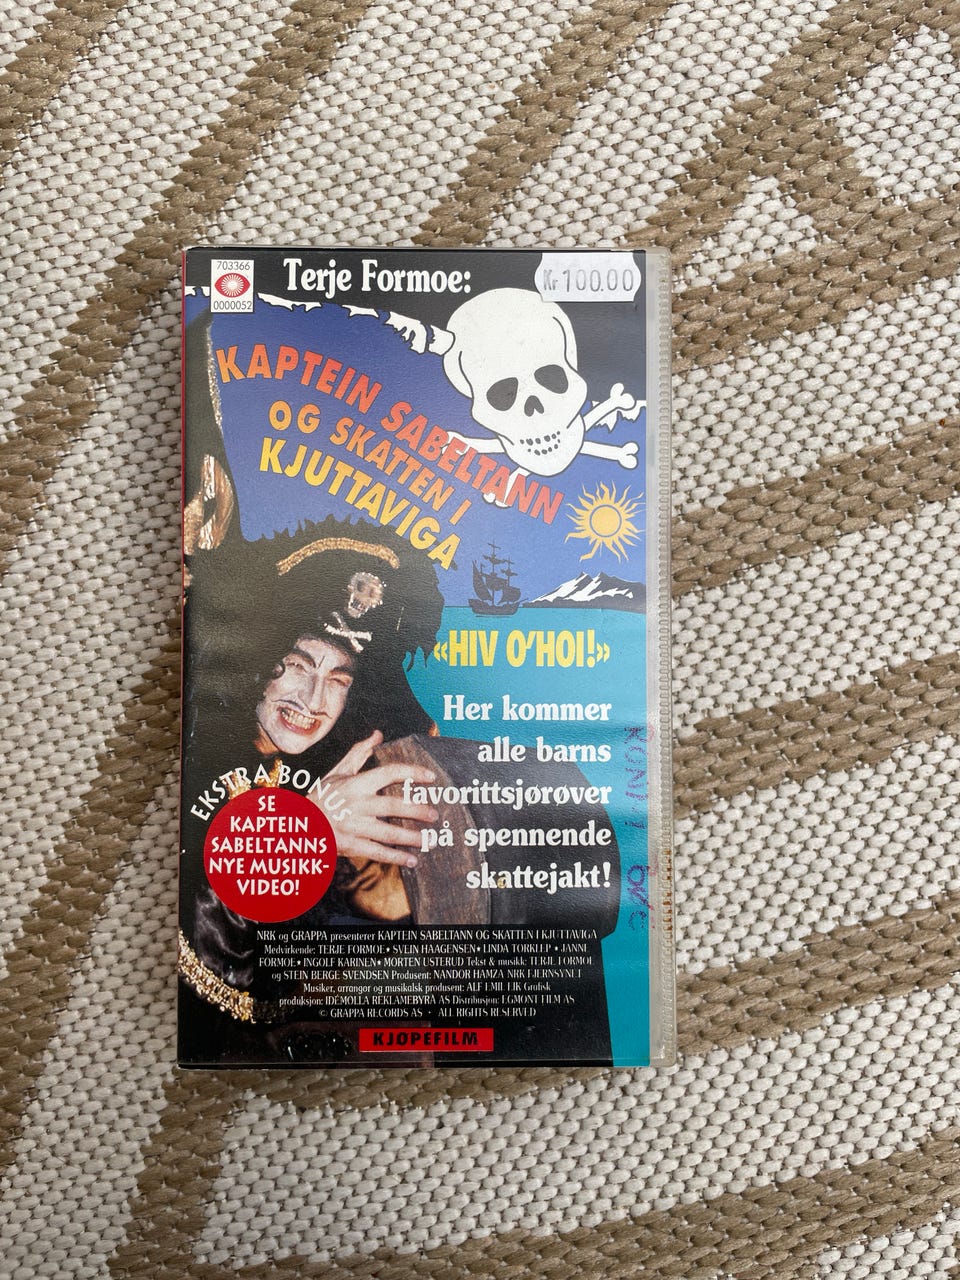 703366
0000052
Terje Formoe:
Kr 100.00
KAPTEIN SABELTANN
OG SKATTEN I
KJUTTAVIGA
«HIV O'HOI!»
Her kommer
alle barns
favorittsjørøver
på spennende
skattejakt!
EKSTRA BONUS
SE
KAPTEIN
SABELTANNS
NYE MUSIKK-
VIDEO!
NRK og GRAPPA presenterer KAPTEIN SABELTANN OG SKATTEN I KJUTTAVIGA
Medvirkende: TERJE FORMOE★ SVEIN HAAGENSEN★ LINDA TORKLEP ★ JANNE
FORMOE★ INGOLF KARINEN★ MORTEN USTERUD Tekst & musikk: TERJE FORMOE
og STEIN BERGE SVENDSEN Produsent: NANDOR HAMZA NRK FJERNSYNET
Musiker, arrangør og musikalsk produsent: ALF EMIL EIK Grafisk
produksjon: IDÉMØLLA REKLAMEBYRÅ AS Distribusjon: EGMONT FILM AS
© GRAPPA RECORDS AS · ALL RIGHTS RESERVED
KJØPEFILM